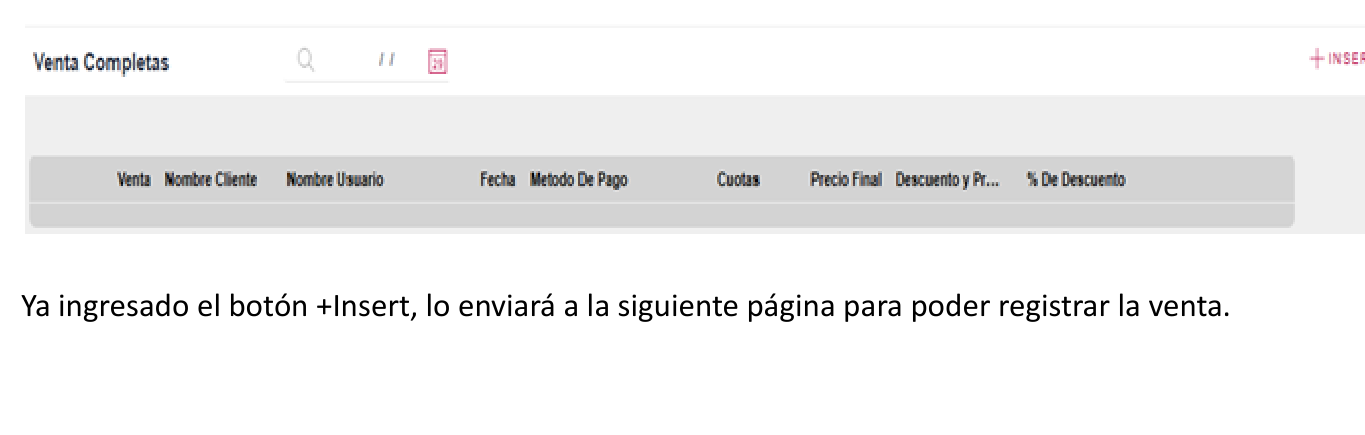 Venta Completas / / 29 +INSER
Venta Nombre Cliente Nombre Usuario Fecha Metodo De Pago Cuotas Precio Final Descuento y Pr... % De Descuento
Ya ingresado el botón +Insert, lo enviará a la siguiente página para poder registrar la venta.